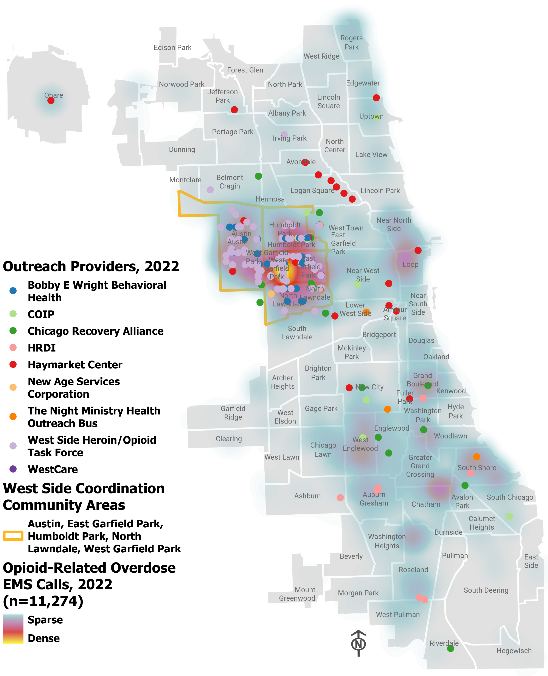 Rogers
Park
Edison Park
West Ridge
Forest Glen
Edgewater
Norwood Park
North Park
Ohare
Jefferson
Park
Lincoln
Square
Uptown
Albany Park
Portage Park
Irving Park
North
Center
Dunning
Lake View
Avondale
Montclare
Belmont
Cragin
Logan Square
Lincoln Park
Hermosa
Humboldt
Park
West Town
Near North
Side
Austin
Austin
Humboldt Park
East
Garfield
Park
West Garfield
Park
Loop
Near West
Side
North
Lawndale
Lower
West Side
Near
South
Side
Armour
Square
South
Lawndale
Bridgeport
Douglas
McKinley
Park
Oakland
Brighton
Park
Archer
Heights
New City
Grand
Boulevard
Kenwood
Fuller
Park
Garfield
Ridge
West
Elsdon
Gage Park
Washington
Park
Hyde
Park
Englewood
Clearing
Chicago
Lawn
West
Englewood
Woodlawn
West Lawn
Greater
Grand
Crossing
South Shore
Ashburn
Auburn
Gresham
Chatham
Avalon
Park
South Chicago
Calumet
Heights
Washington
Heights
Burnside
Beverly
Pullman
East
Side
Roseland
Mount
Greenwood
Morgan Park
South Deering
West Pullman
Riverdale
Hegewisch
N
Outreach Providers, 2022
Bobby E Wright Behavioral
Health
COIP
Chicago Recovery Alliance
HRDI
Haymarket Center
New Age Services
Corporation
The Night Ministry Health
Outreach Bus
West Side Heroin/Opioid
Task Force
WestCare
West Side Coordination
Community Areas
Austin, East Garfield Park,
Humboldt Park, North
Lawndale, West Garfield Park
Opioid-Related Overdose
EMS Calls, 2022
(n=11,274)
Sparse
Dense